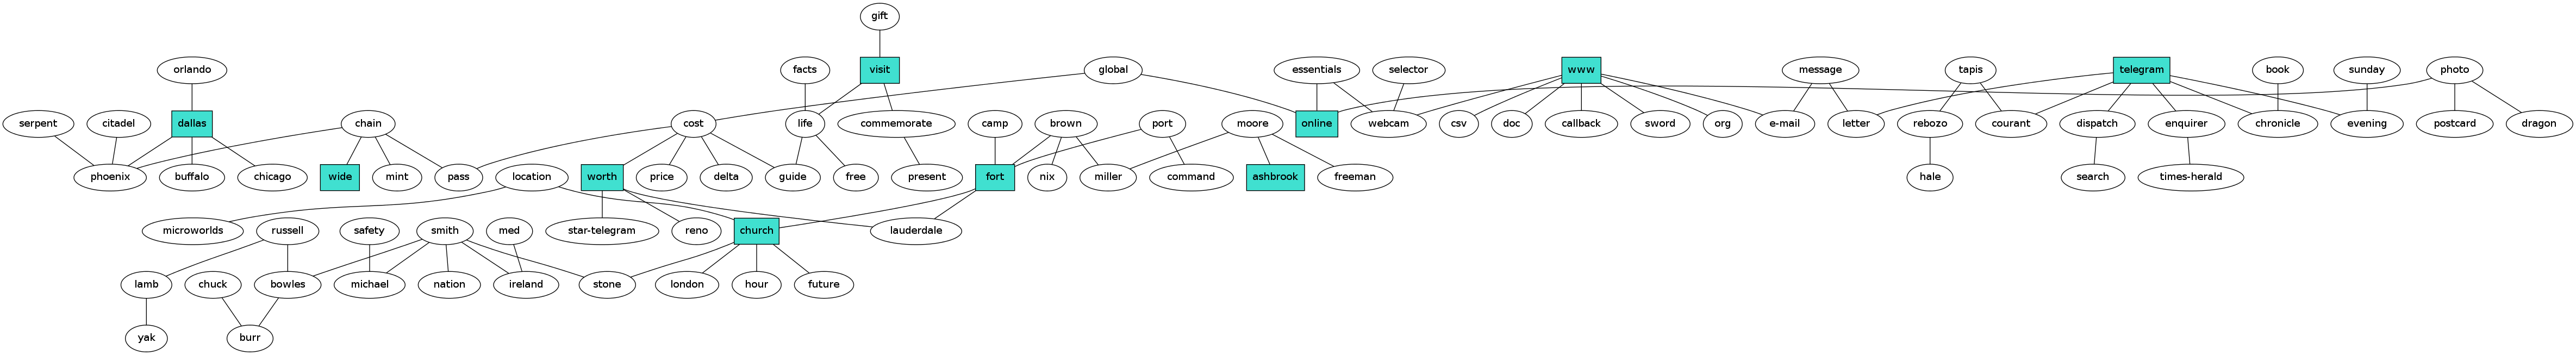 gift
orlando
facts
visit
global
essentials
selector
www
message
tapis
telegram
book
sunday
photo
serpent
citadel
dallas
chain
cost
life
commemorate
camp
brown
port
moore
online
webcam
csv
doc
callback
sword
org
e-mail
letter
rebozo
courant
dispatch
enquirer
chronicle
evening
postcard
dragon
phoenix
buffalo
chicago
wide
mint
pass
location
worth
price
delta
guide
free
present
fort
nix
miller
command
ashbrook
freeman
hale
search
times-herald
microworlds
russell
safety
smith
med
star-telegram
reno
church
lauderdale
lamb
chuck
bowles
michael
nation
ireland
stone
london
hour
future
yak
burr